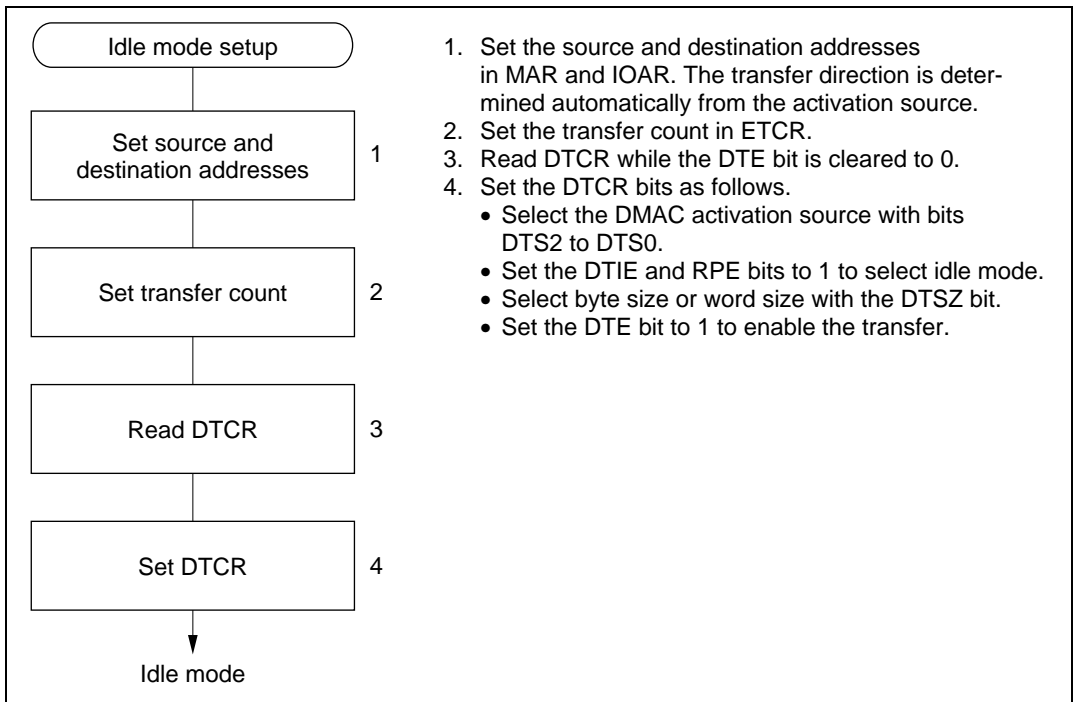 Idle mode setup
Set source and
destination addresses
1
Set transfer count
2
Read DTCR
3
Set DTCR
4
Idle mode
1. Set the source and destination addresses
in MAR and IOAR. The transfer direction is deter-
mined automatically from the activation source.
2. Set the transfer count in ETCR.
3. Read DTCR while the DTE bit is cleared to 0.
4. Set the DTCR bits as follows.
• Select the DMAC activation source with bits
DTS2 to DTS0.
• Set the DTIE and RPE bits to 1 to select idle mode.
• Select byte size or word size with the DTSZ bit.
• Set the DTE bit to 1 to enable the transfer.